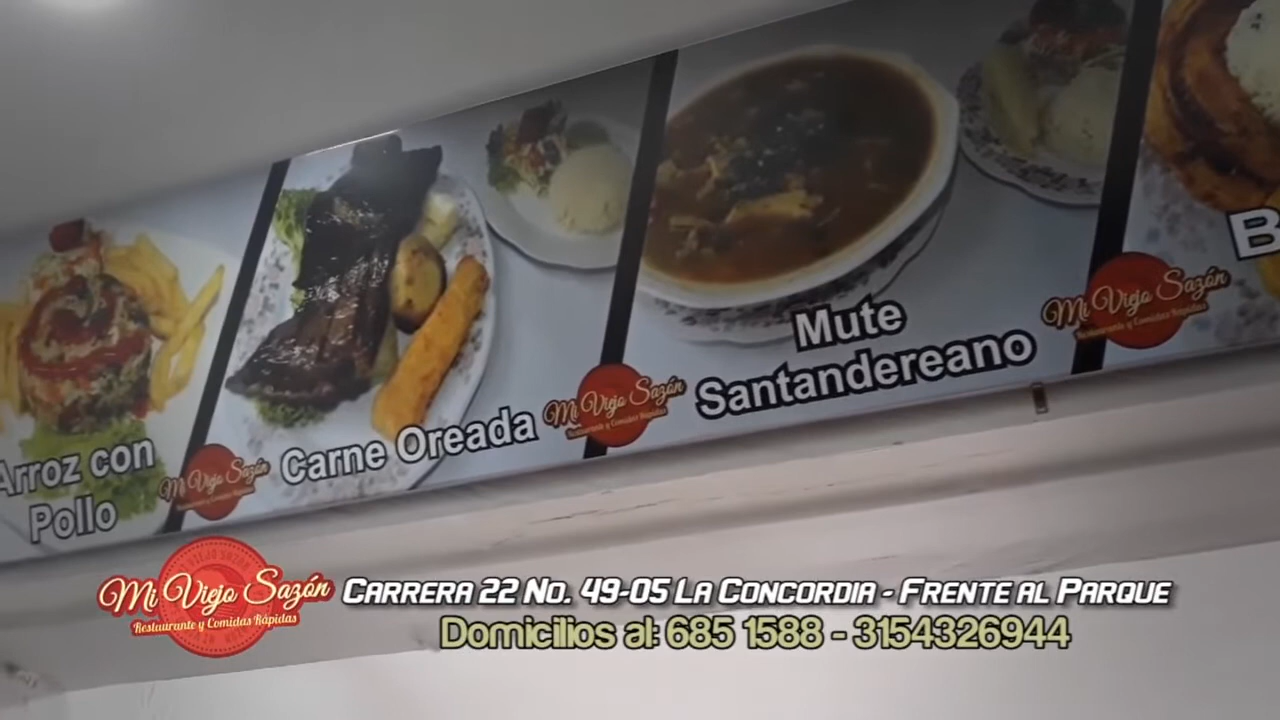 Arroz con
Pollo
Mi Viejo Sazón
Carne Oreada
Mi Viejo Sazón
Restaurante y Comidas Rápidas
Mute
Santandereano
Mi Viejo Sazón
Restaurante y Comidas Rápidas
B
Mi Viejo Sazón
Restaurante y Comidas Rápidas
CARRERA 22 NO. 49-05 LA CONCORDIA - FRENTE AL PARQUE
Domicilios al: 685 1588 - 3154326944